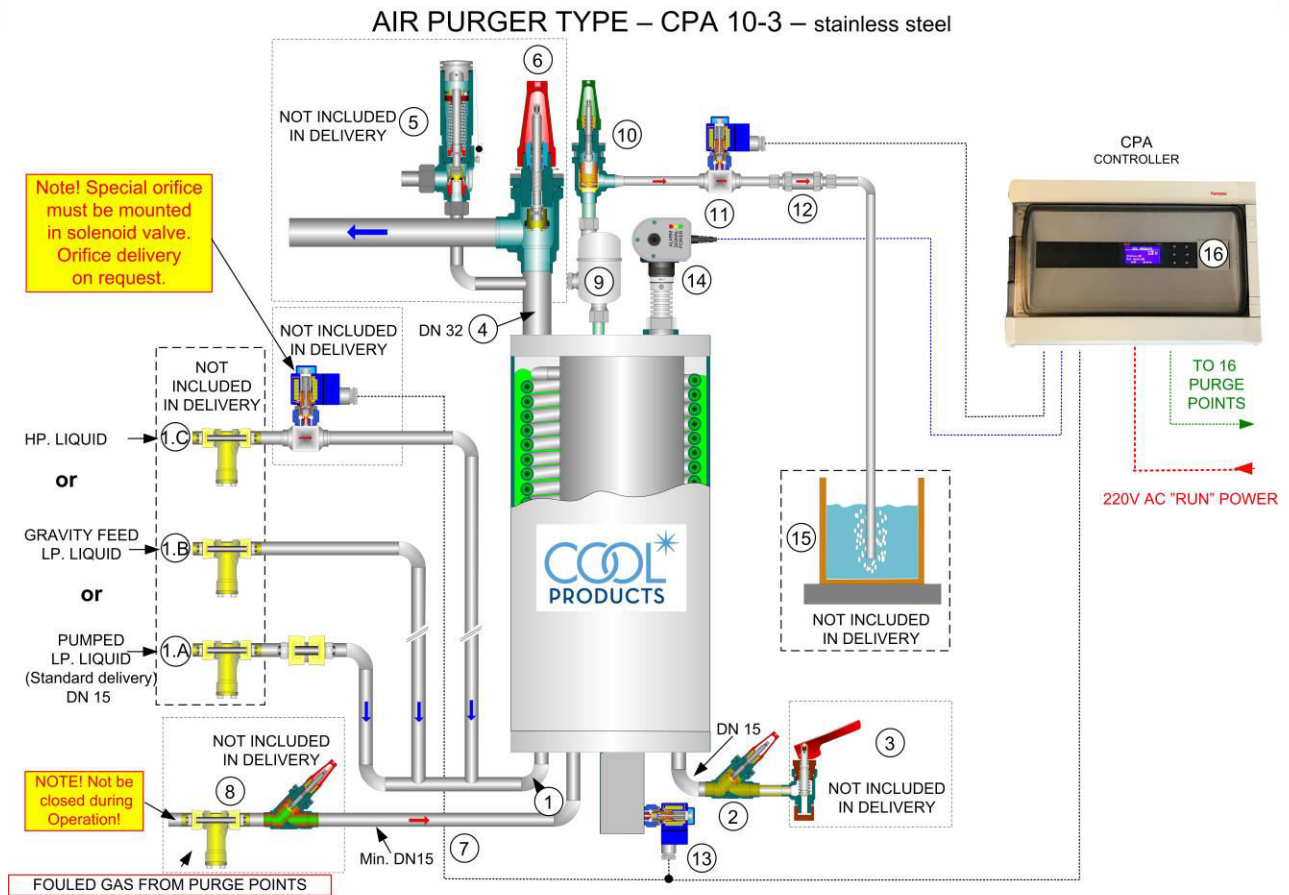 AIR PURGER TYPE – CPA 10-3 – stainless steel
NOT INCLUDED
IN DELIVERY
5
6
10
Note! Special orifice
must be mounted
in solenoid valve.
Orifice delivery
on request.
11
12
CPA
CONTROLLER
16
ALARM
SIGNAL
POWER
14
9
DN 32
4
NOT INCLUDED
IN DELIVERY
NOT
INCLUDED
IN DELIVERY
HP. LIQUID
1.C
or
GRAVITY FEED
LP. LIQUID
1.B
or
PUMPED
LP. LIQUID
(Standard delivery)
DN 15
1.A
COOL
PRODUCTS
TO 16
PURGE
POINTS
220V AC "RUN" POWER
15
NOT INCLUDED
IN DELIVERY
DN 15
3
NOT INCLUDED
IN DELIVERY
2
13
1
NOT INCLUDED
IN DELIVERY
8
NOTE! Not be
closed during
Operation!
Min. DN15
7
FOULED GAS FROM PURGE POINTS